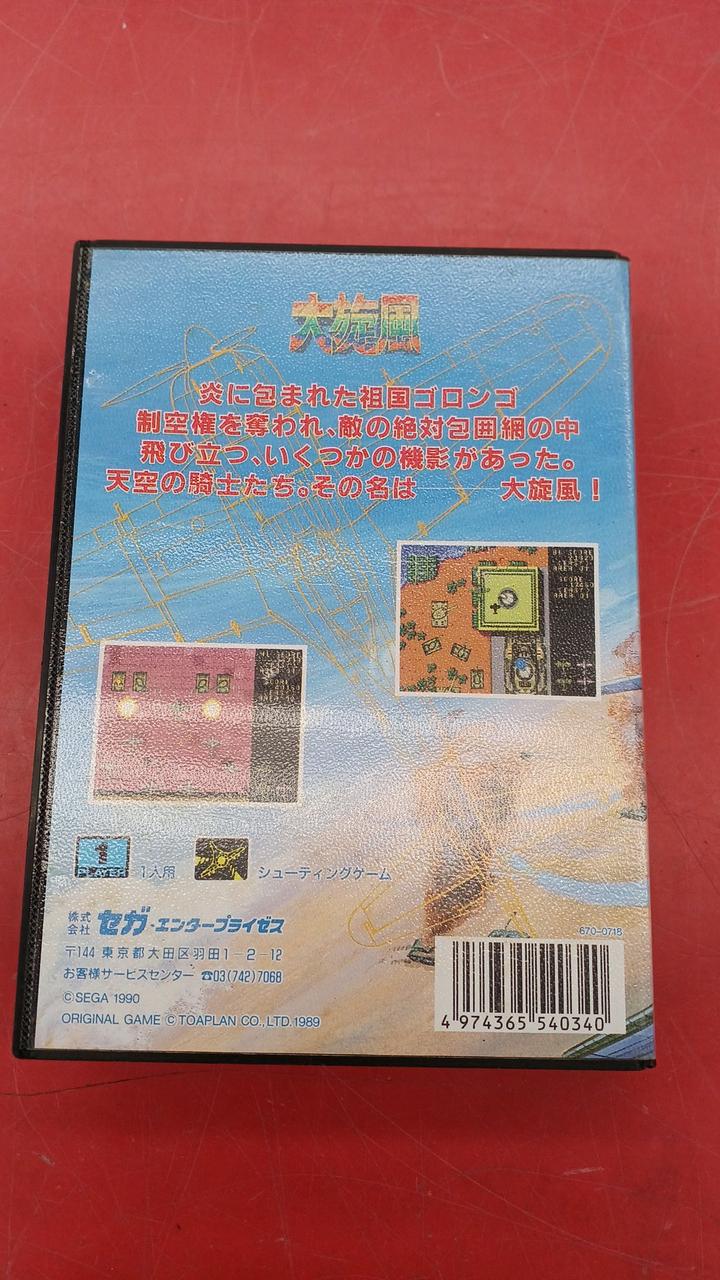 大旋風
炎に包まれた祖国ゴロンゴ
制空権を奪われ、敵の絶対包囲網の中
飛び立つ、いくつかの機影があった。
天空の騎士たち。その名は――大旋風!
1
PLAYER
1人用
シューティングゲーム
株式会社 セガ・エンタープライゼス
〒144 東京都大田区羽田1-2-12
お客様サービスセンター ☎03(742)7068
©SEGA 1990
ORIGINAL GAME © TOAPLAN CO., LTD.1989
670-0718
4 974365 540340